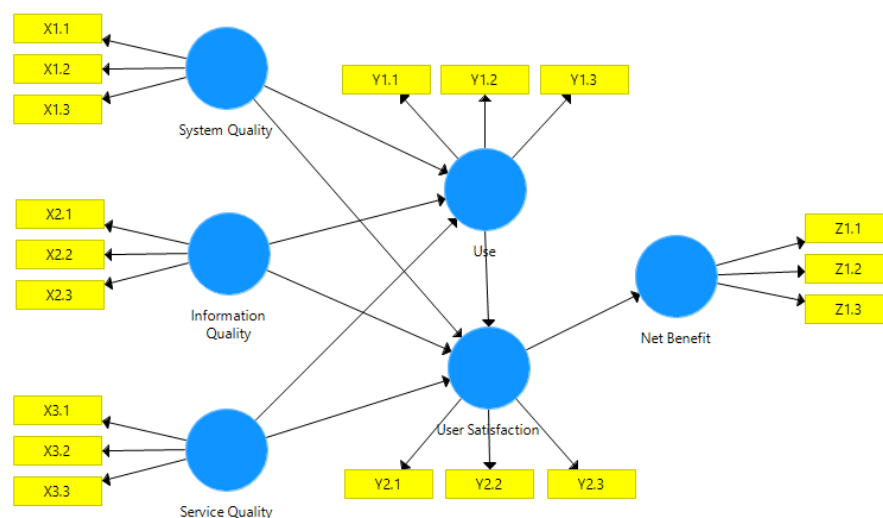 X1.1
X1.2
X1.3
System Quality
Y1.1
Y1.2
Y1.3
X2.1
X2.2
X2.3
Information
Quality
Use
Z1.1
Z1.2
Z1.3
Net Benefit
X3.1
X3.2
X3.3
Service Quality
User Satisfaction
Y2.1
Y2.2
Y2.3